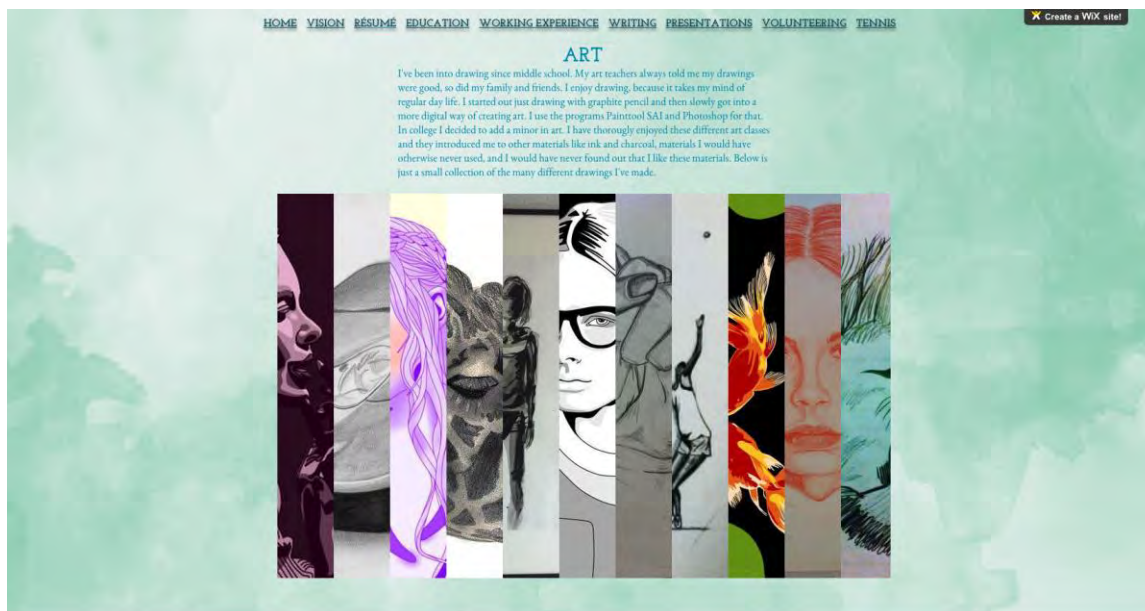 HOME VISION RÉSUMÉ EDUCATION WORKING EXPERIENCE WRITING PRESENTATIONS VOLUNTEERING TENNIS
Create a WiX site!
ART
I've been into drawing since middle school. My art teachers always told me my drawings
were good, so did my family and friends. I enjoy drawing, because it takes my mind of
regular day life. I started out just drawing with graphite pencil and then slowly got into a
more digital way of creating art. I use the programs Painttool SAI and Photoshop for that.
In college I decided to add a minor in art. I have thorougly enjoyed these different art classes
and they introduced me to other materials like ink and charcoal, materials I would have
otherwise never used, and I would have never found out that I like these materials. Below is
just a small collection of the many different drawings I've made.